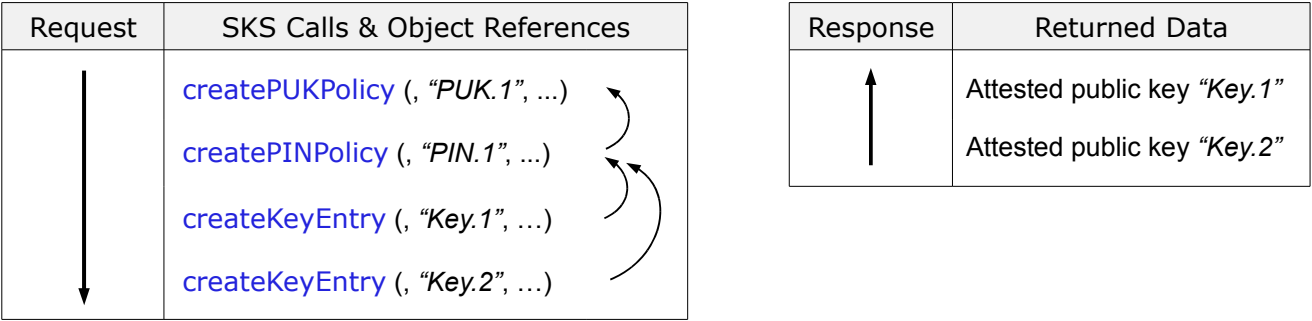 Request SKS Calls & Object References
createPUKPolicy (, “PUK.1”, ...)
createPINPolicy (, “PIN.1”, ...)
createKeyEntry (, “Key.1”, …)
createKeyEntry (, “Key.2”, …)
Response Returned Data
Attested public key “Key.1”
Attested public key “Key.2”